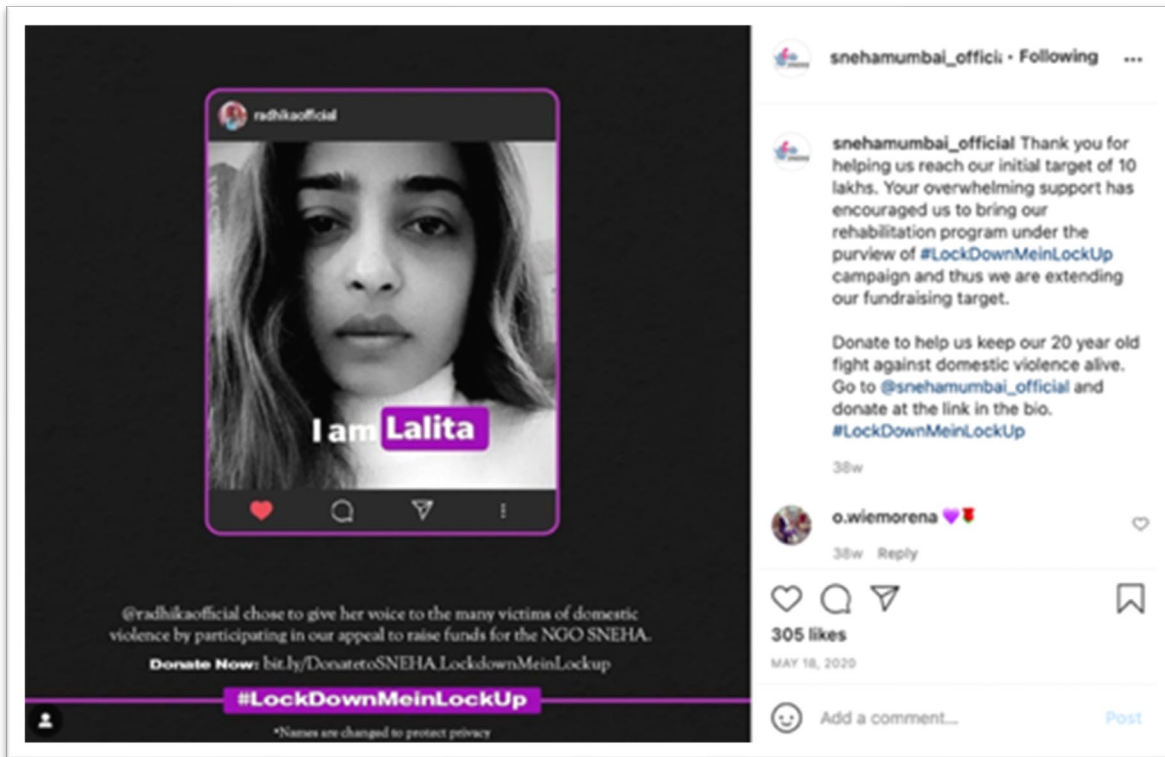 radhikaofficial
I am Lalita
@radhikaofficial chose to give her voice to the many victims of domestic
violence by participating in our appeal to raise funds for the NGO SNEHA.
Donate Now: bit.ly/DonatetoSNEHA.LockdownMeinLockup
#LockDownMeinLockUp
*Names are changed to protect privacy
snehamumbai_offici • Following
snehamumbai_official Thank you for
helping us reach our initial target of 10
lakhs. Your overwhelming support has
encouraged us to bring our
rehabilitation program under the
purview of #LockDownMeinLockUp
campaign and thus we are extending
our fundraising target.
Donate to help us keep our 20 year old
fight against domestic violence alive.
Go to @snehamumbai_official and
donate at the link in the bio.
#LockDownMeinLockUp
38w
o.wiemorena 💜🌹
38w Reply
305 likes
MAY 18, 2020
Add a comment... Post